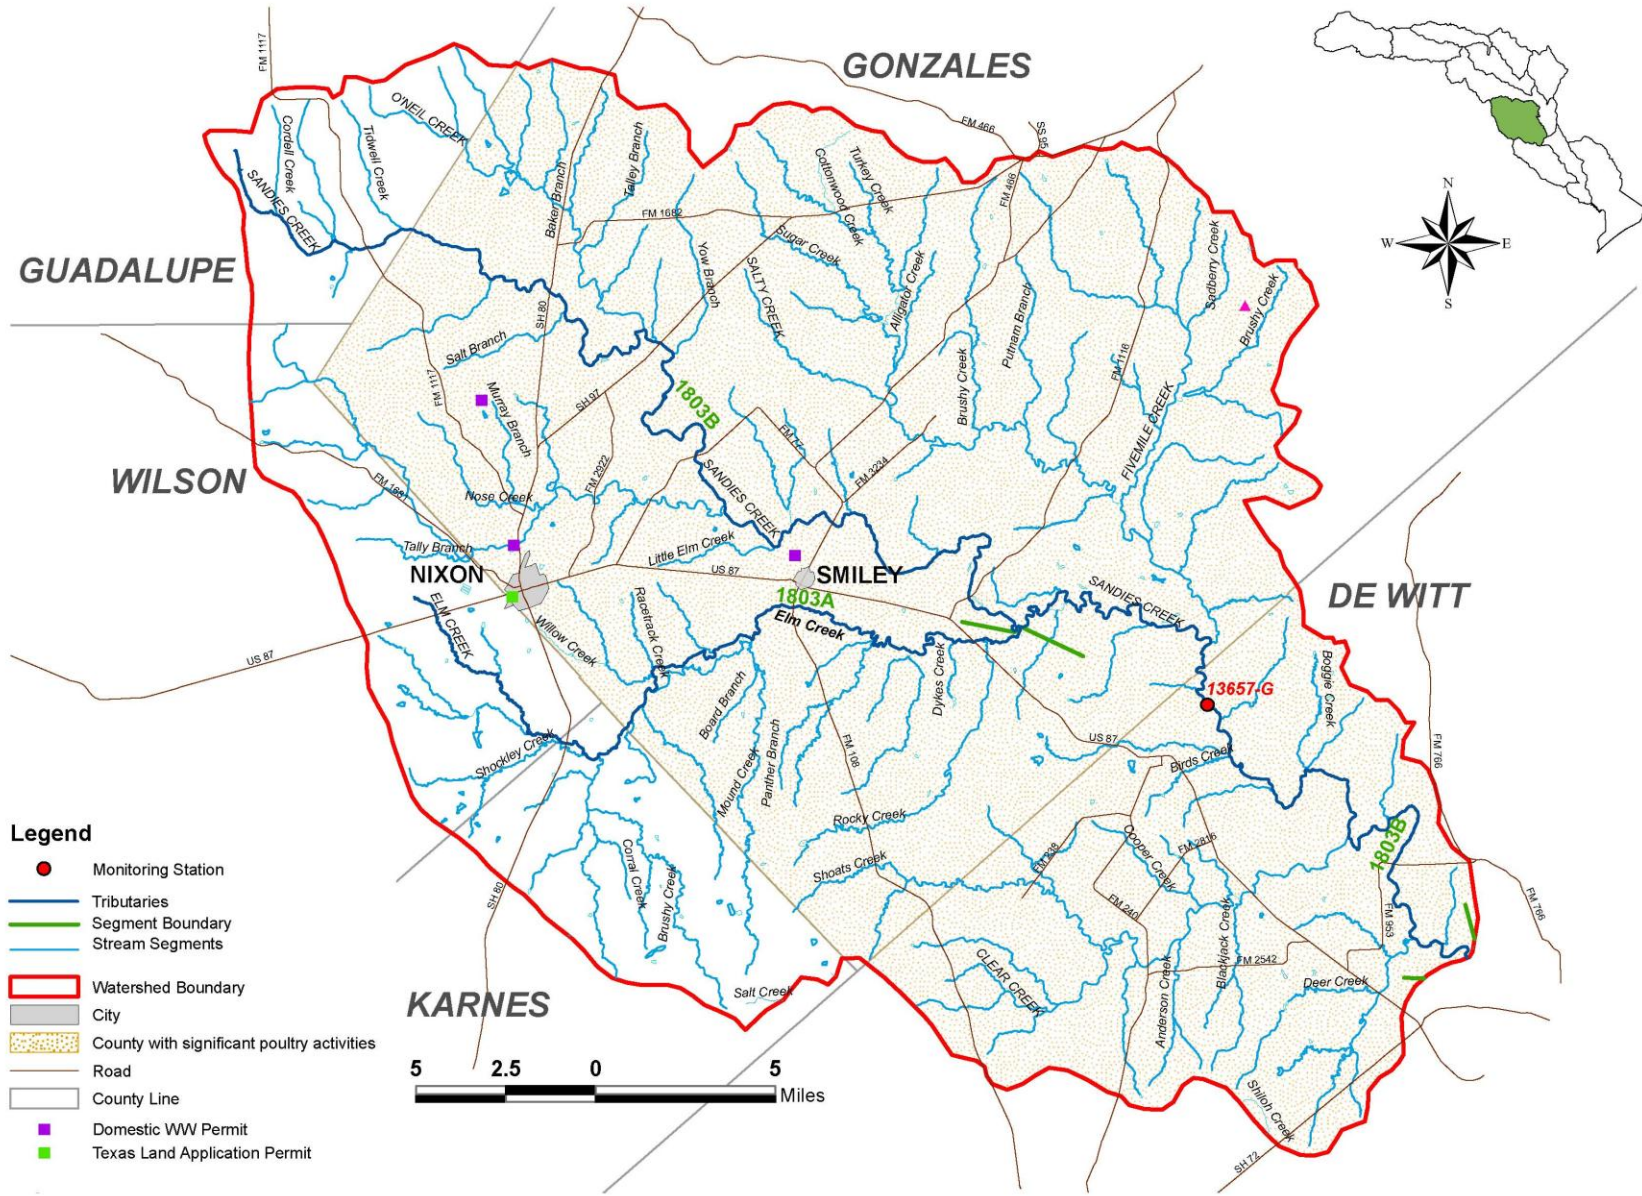 GONZALES
FM 1117
FM 466
SS 95
N
W
E
S
O'NEIL CREEK
Cordell Creek
Tidwell Creek
SANDIES CREEK
Baker Branch
Talley Branch
Turkey Creek
Cottonwood Creek
FM 466
FM 1682
Sugar Creek
Yow Branch
SALTY CREEK
Alligator Creek
Putnam Branch
Sadberry Creek
Brushy Creek
GUADALUPE
SH 80
Salt Branch
FM 1117
Murray Branch
SH 97
1803B
Brushy Creek
FM 1116
FIVEMILE CREEK
WILSON
FM 1681
Nose Creek
FM 2922
SANDIES CREEK
FM 3234
Tally Branch
Little Elm Creek
NIXON
US 87
SMILEY
1803A
Elm Creek
SANDIES CREEK
DE WITT
ELM CREEK
Willow Creek
Racetrack Creek
US 87
Board Branch
Dykes Creek
13657-G
Boggie Creek
Shockley Creek
Mound Creek
Panther Branch
FM 108
US 87
Birds Creek
FM 766
Rocky Creek
Shoats Creek
Corral Creek
Brushy Creek
SH 80
FM 238
Cooper Creek
FM 2816
1803B
FM 240
FM 953
FM 766
Blackjack Creek
CLEAR CREEK
Anderson Creek
FM 2542
Deer Creek
Salt Creek
KARNES
Shiloh Creek
SH 72
Legend
Monitoring Station
Tributaries
Segment Boundary
Stream Segments
Watershed Boundary
City
County with significant poultry activities
Road
County Line
Domestic WW Permit
Texas Land Application Permit
5 2.5 0 5
Miles